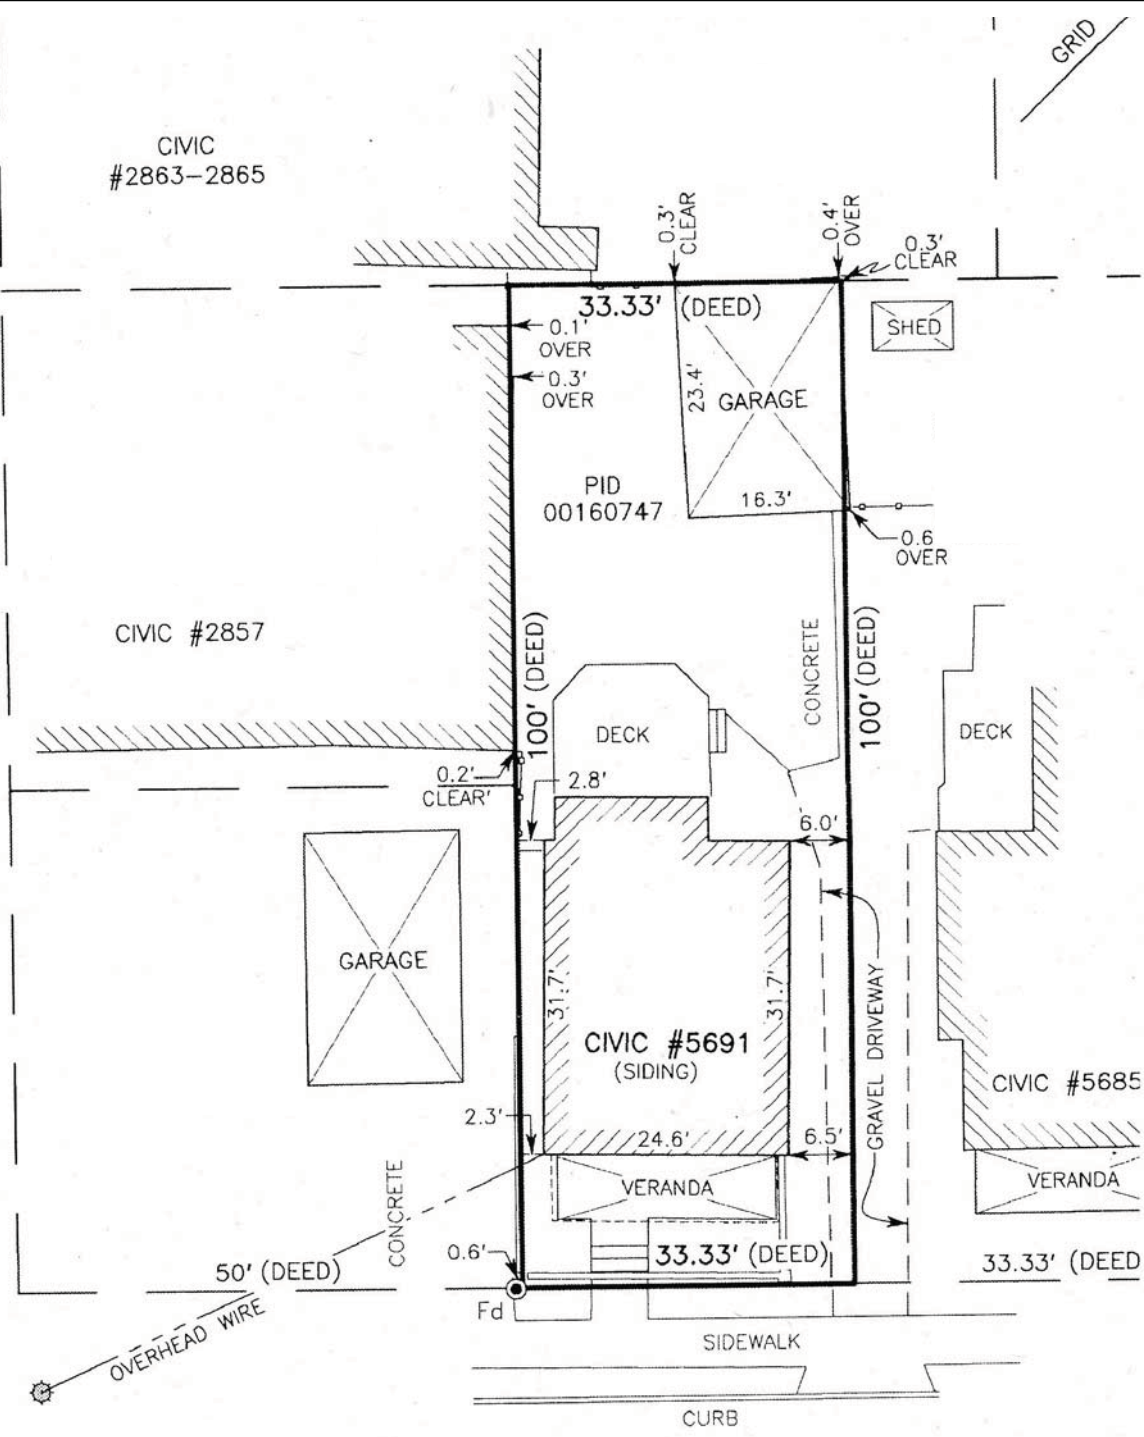 GRID
CIVIC
#2863-2865
0.3'
CLEAR
0.4'
OVER
0.3'
CLEAR
33.33' (DEED)
SHED
0.1'
OVER
0.3'
OVER
23.4'
GARAGE
PID
00160747
16.3'
0.6
OVER
CIVIC #2857
100' (DEED)
CONCRETE
100' (DEED)
DECK
DECK
0.2'
CLEAR'
2.8'
6.0'
GARAGE
31.7'
31.7'
GRAVEL DRIVEWAY
CIVIC #5691
(SIDING)
CIVIC #5685
2.3'
24.6'
6.5'
CONCRETE
VERANDA
VERANDA
0.6'
33.33' (DEED)
33.33' (DEED
50' (DEED)
Fd
OVERHEAD WIRE
SIDEWALK
CURB